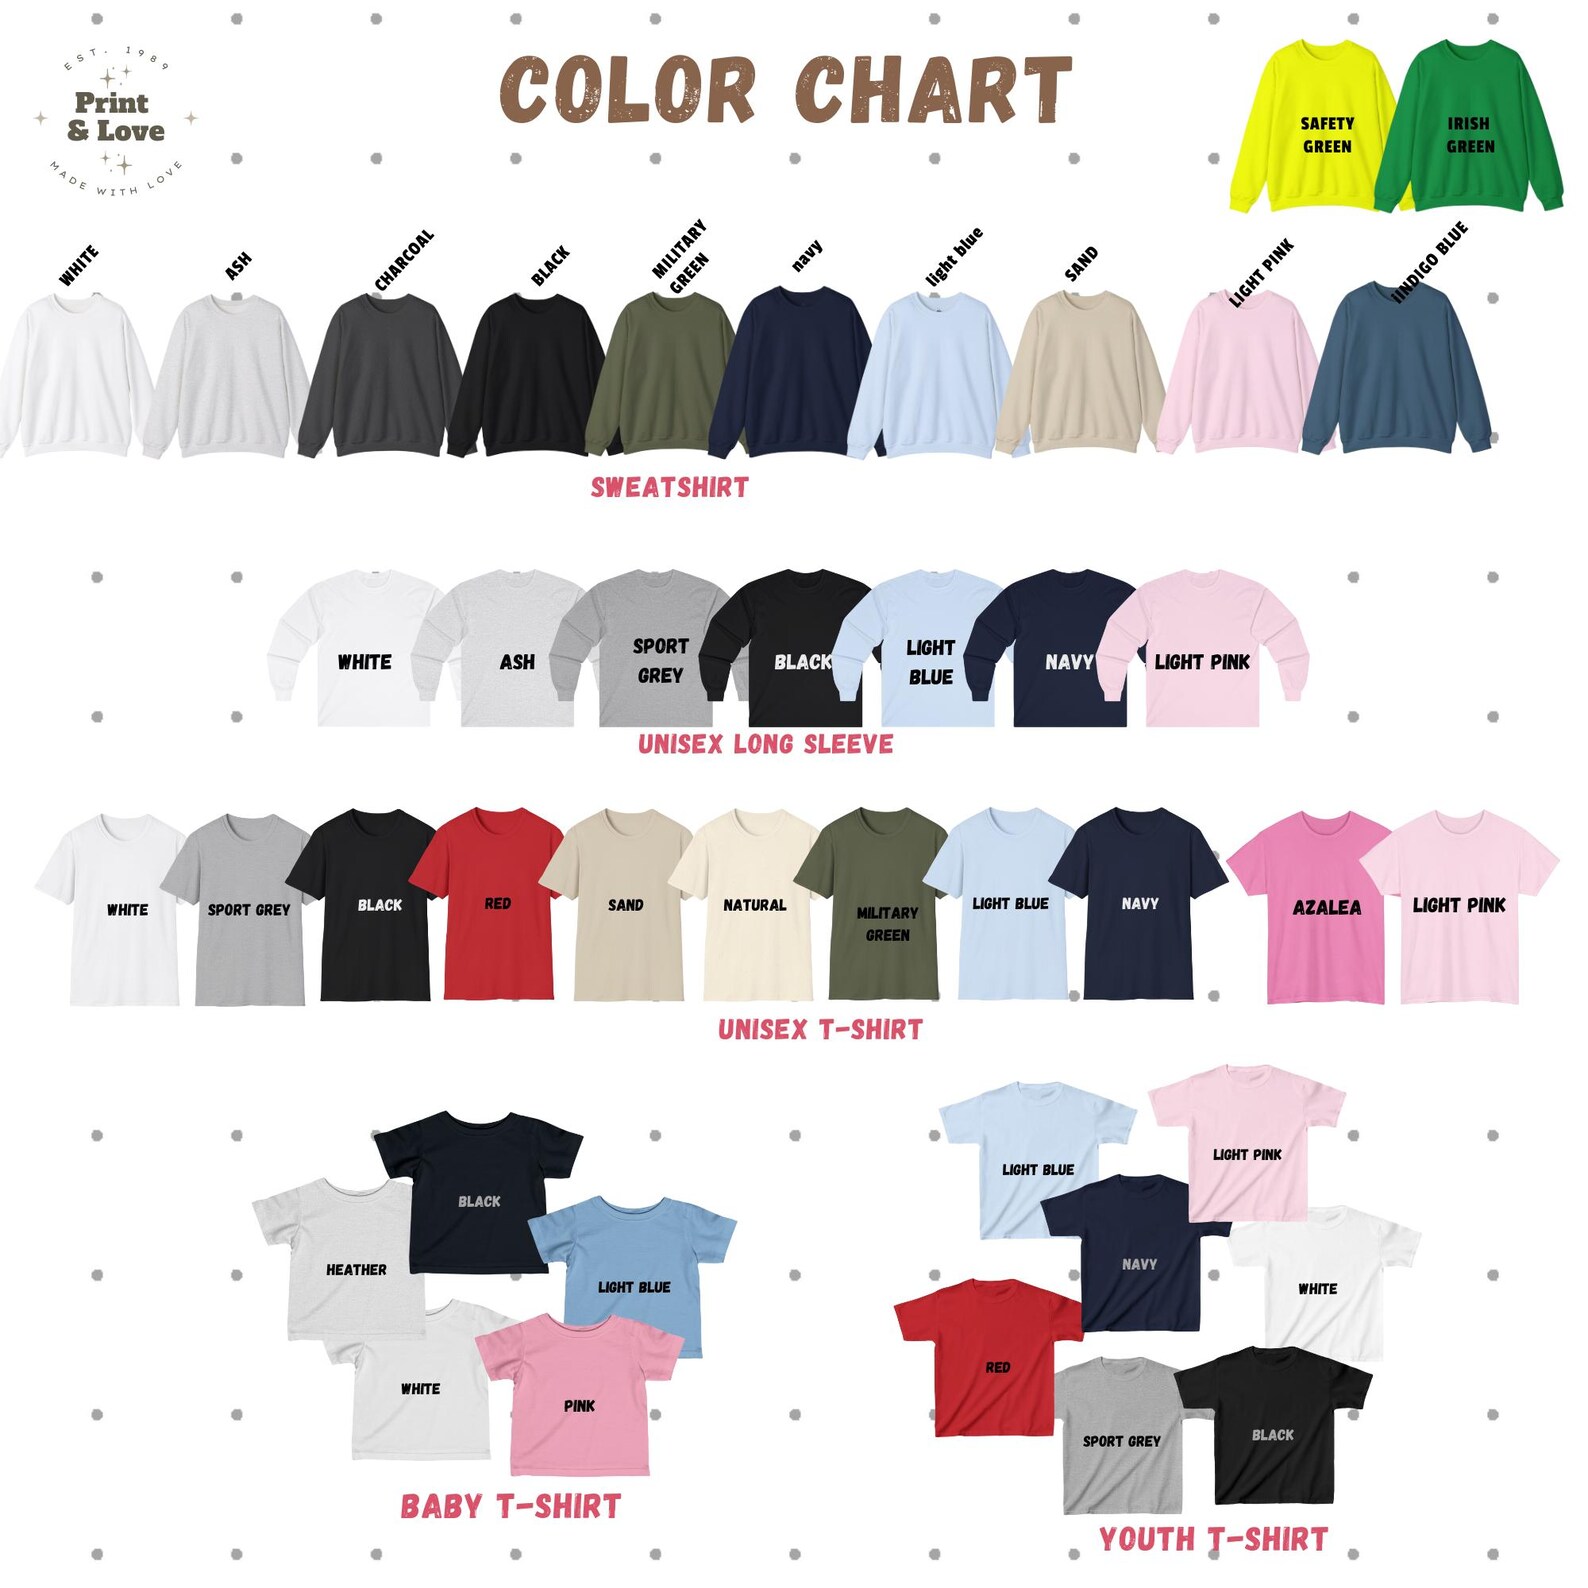 EST. 1989
Print
& Love
MADE WITH LOVE
COLOR CHART
SAFETY
GREEN
IRISH
GREEN
WHITE
ASH
CHARCOAL
BLACK
MILITARY
GREEN
navy
light blue
SAND
LIGHT PINK
IINDIGO BLUE
SWEATSHIRT
WHITE
ASH
SPORT
GREY
BLACK
LIGHT
BLUE
NAVY
LIGHT PINK
UNISEX LONG SLEEVE
WHITE
SPORT GREY
BLACK
RED
SAND
NATURAL
MILITARY
GREEN
LIGHT BLUE
NAVY
AZALEA
LIGHT PINK
UNISEX T-SHIRT
BLACK
HEATHER
LIGHT BLUE
WHITE
PINK
BABY T-SHIRT
LIGHT BLUE
LIGHT PINK
NAVY
WHITE
RED
SPORT GREY
BLACK
YOUTH T-SHIRT